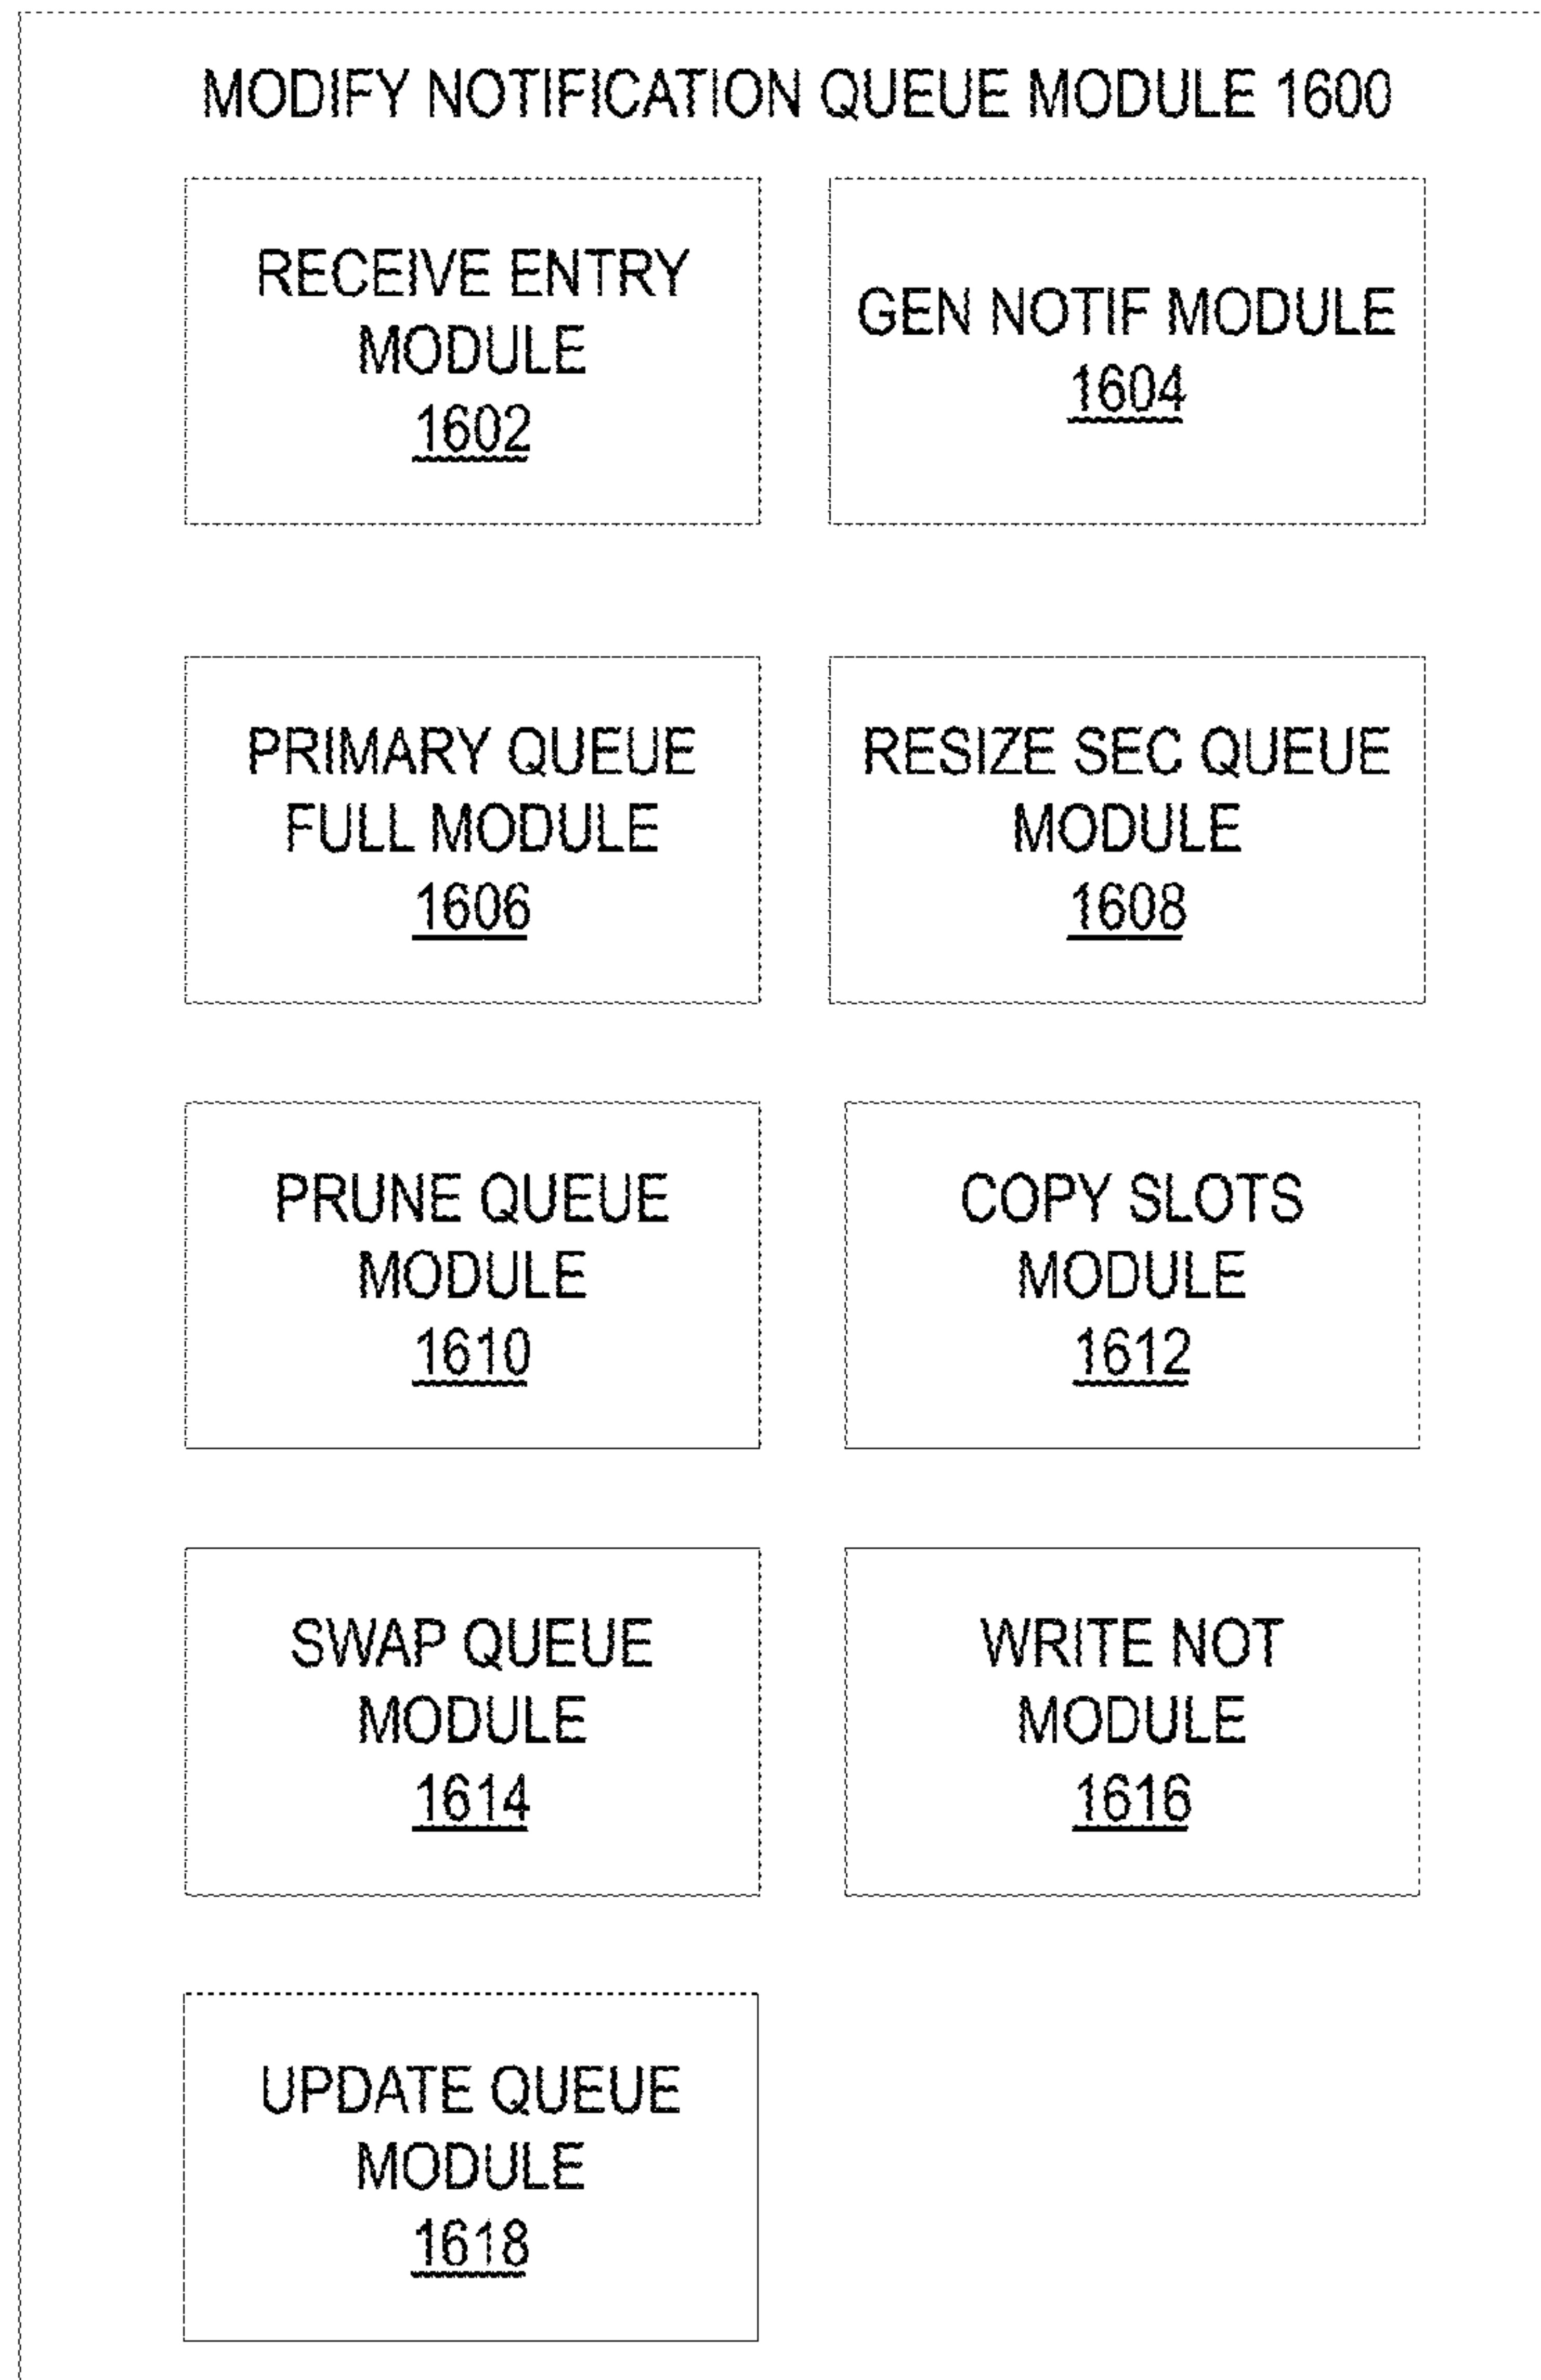 MODIFY NOTIFICATION QUEUE MODULE 1600
RECEIVE ENTRY
MODULE
1602
GEN NOTIF MODULE
1604
PRIMARY QUEUE
FULL MODULE
1606
RESIZE SEC QUEUE
MODULE
1608
PRUNE QUEUE
MODULE
1610
COPY SLOTS
MODULE
1612
SWAP QUEUE
MODULE
1614
WRITE NOT
MODULE
1616
UPDATE QUEUE
MODULE
1618